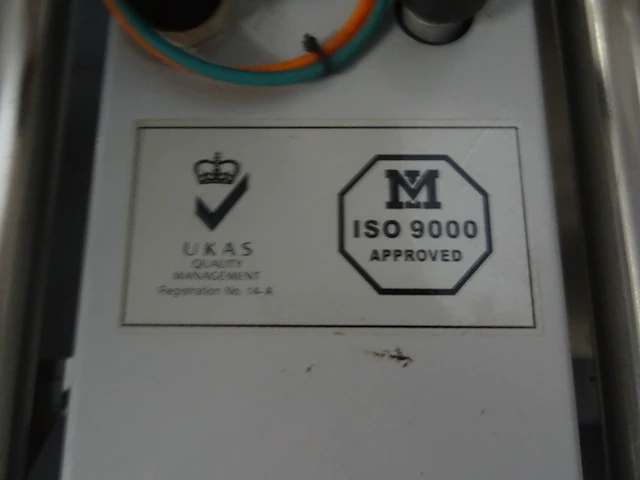 UKAS
QUALITY
MANAGEMENT
Registration No. 14-A
M
ISO 9000
APPROVED